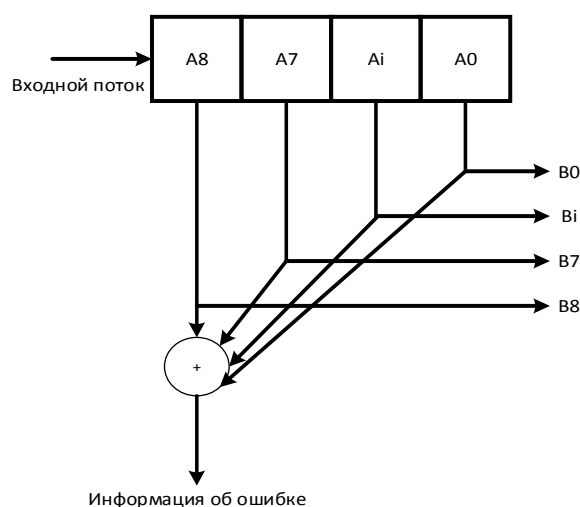 A8 A7 Ai A0
Входной поток
B0
Bi
B7
B8
+
Информация об ошибке